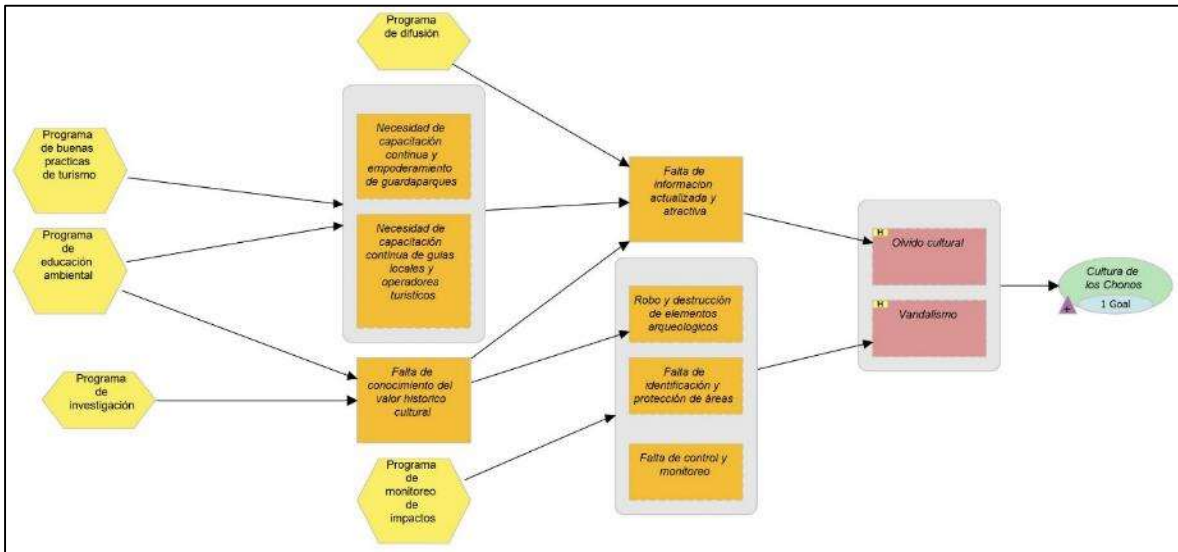 Programa
de difusión
Programa
de buenas
practicas
de turismo
Programa
de
educación
ambiental
Programa
de
investigación
Necesidad de
capacitación
continua y
empoderamiento
de guardaparques
Necesidad de
capacitación
continua de guías
locales y
operadores
turísticos
Falta de
conocimiento del
valor historico
cultural
Programa
de
monitoreo
de
impactos
Falta de
informacion
actualizada y
atractiva
Robo y destrucción
de elementos
arqueologicos
Falta de
identificación y
protección de áreas
Falta de control y
monitoreo
H
Olvido cultural
H
Vandalismo
Cultura de
los Chonos
1 Goal